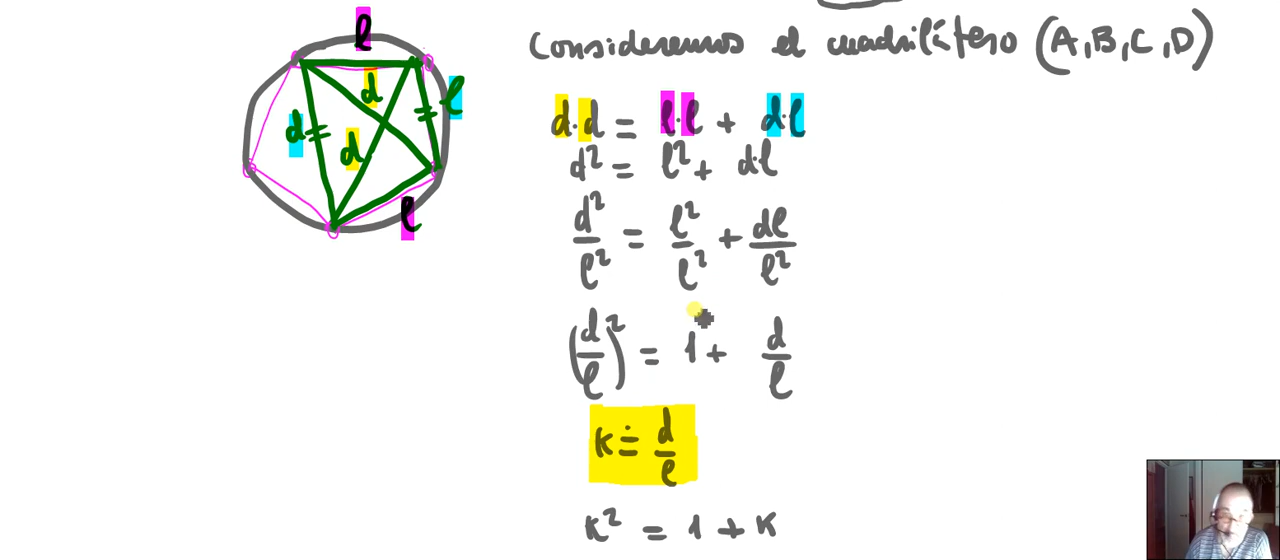 l
d
l
d
d
l
Consideremos el cuadrilátero (A, B, C, D)
d·d = l·l + d·l
d² = l² + d·l
d²/l² = l²/l² + dl/l²
(d/l)² = 1 + d/l
k ≐ d/l
k² = 1 + k